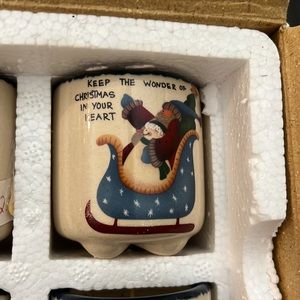 KEEP THE WONDER OF
CHRISTMAS
IN YOUR
HEART